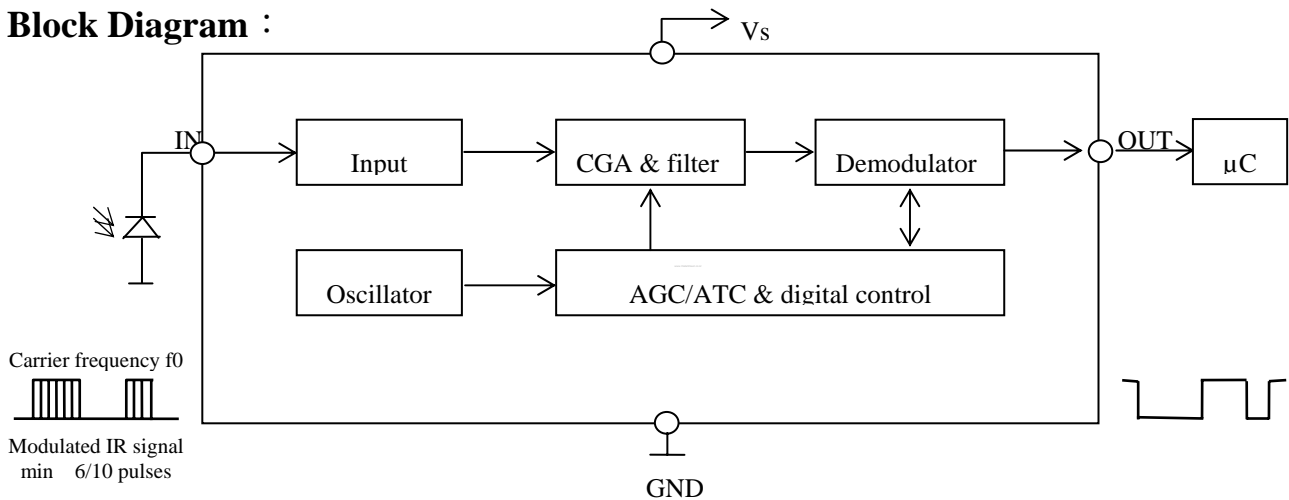 Block Diagram：
Vs
IN
Input
CGA & filter
Demodulator
OUT
µC
Oscillator
AGC/ATC & digital control
Carrier frequency f0
Modulated IR signal
min 6/10 pulses
GND